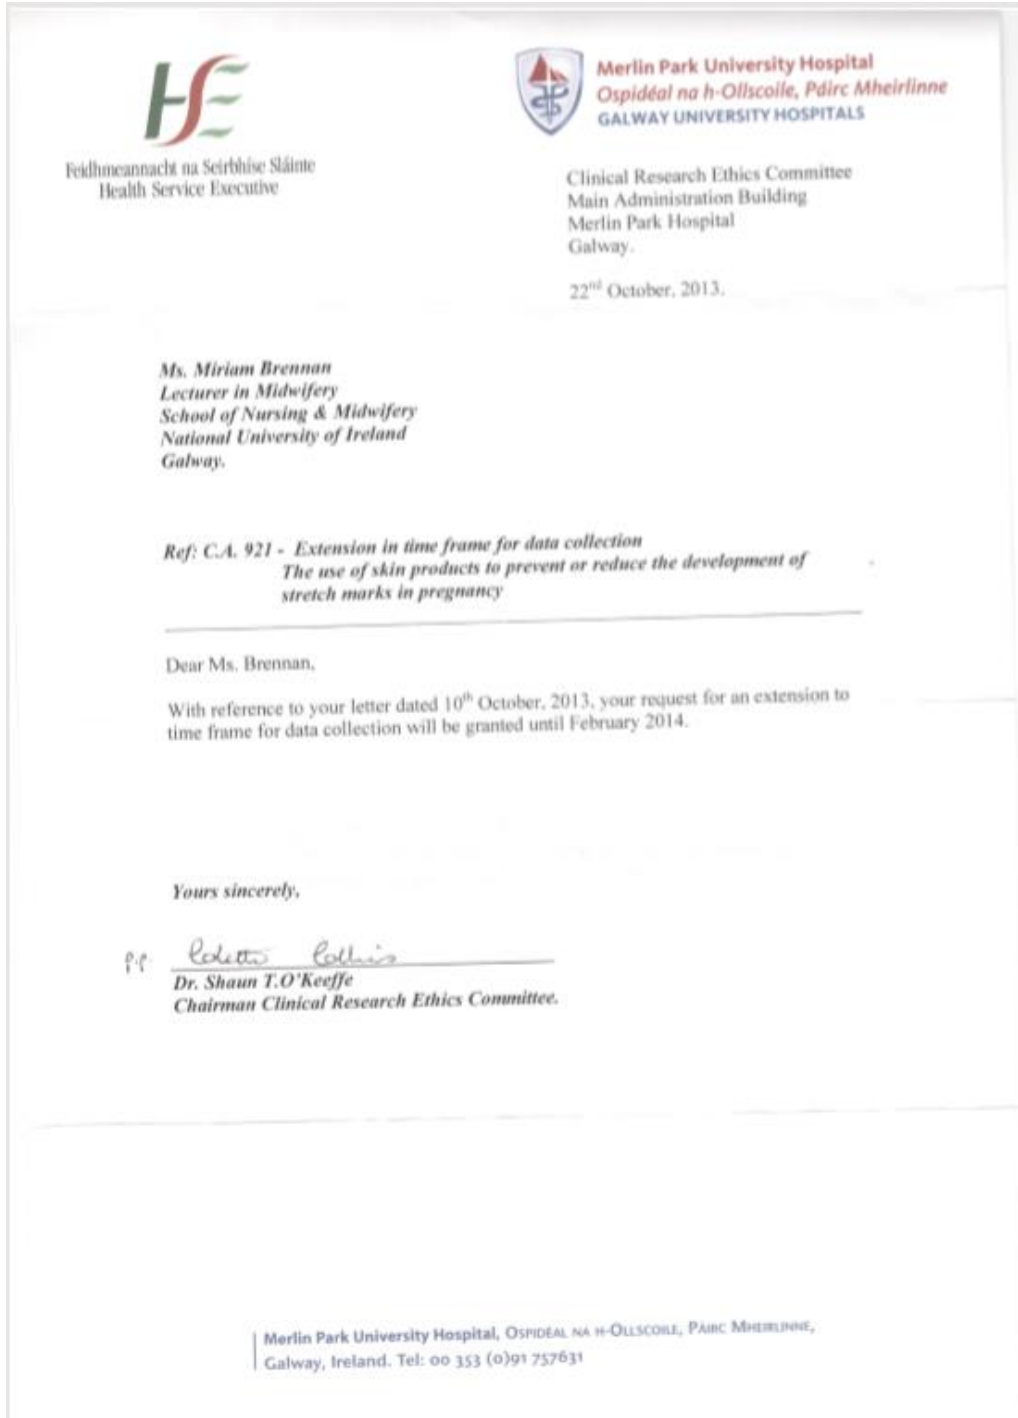 HSE
Feidhmeannacht na Seirbhíse Sláinte
Health Service Executive
Merlin Park University Hospital
Ospidéal na h-Ollscoile, Páirc Mheirlinne
GALWAY UNIVERSITY HOSPITALS
Clinical Research Ethics Committee
Main Administration Building
Merlin Park Hospital
Galway.
22nd October, 2013.
Ms. Miriam Brennan
Lecturer in Midwifery
School of Nursing & Midwifery
National University of Ireland
Galway.
Ref: C.A. 921 - Extension in time frame for data collection
The use of skin products to prevent or reduce the development of
stretch marks in pregnancy
Dear Ms. Brennan,
With reference to your letter dated 10th October, 2013, your request for an extension to
time frame for data collection will be granted until February 2014.
Yours sincerely,
p.p. Colette Collins
Dr. Shaun T.O'Keeffe
Chairman Clinical Research Ethics Committee.
Merlin Park University Hospital, OSPIDÉAL NA H-OLLSCOILE, PÁIRC MHEIRLINNE,
Galway, Ireland. Tel: 00 353 (0)91 757631